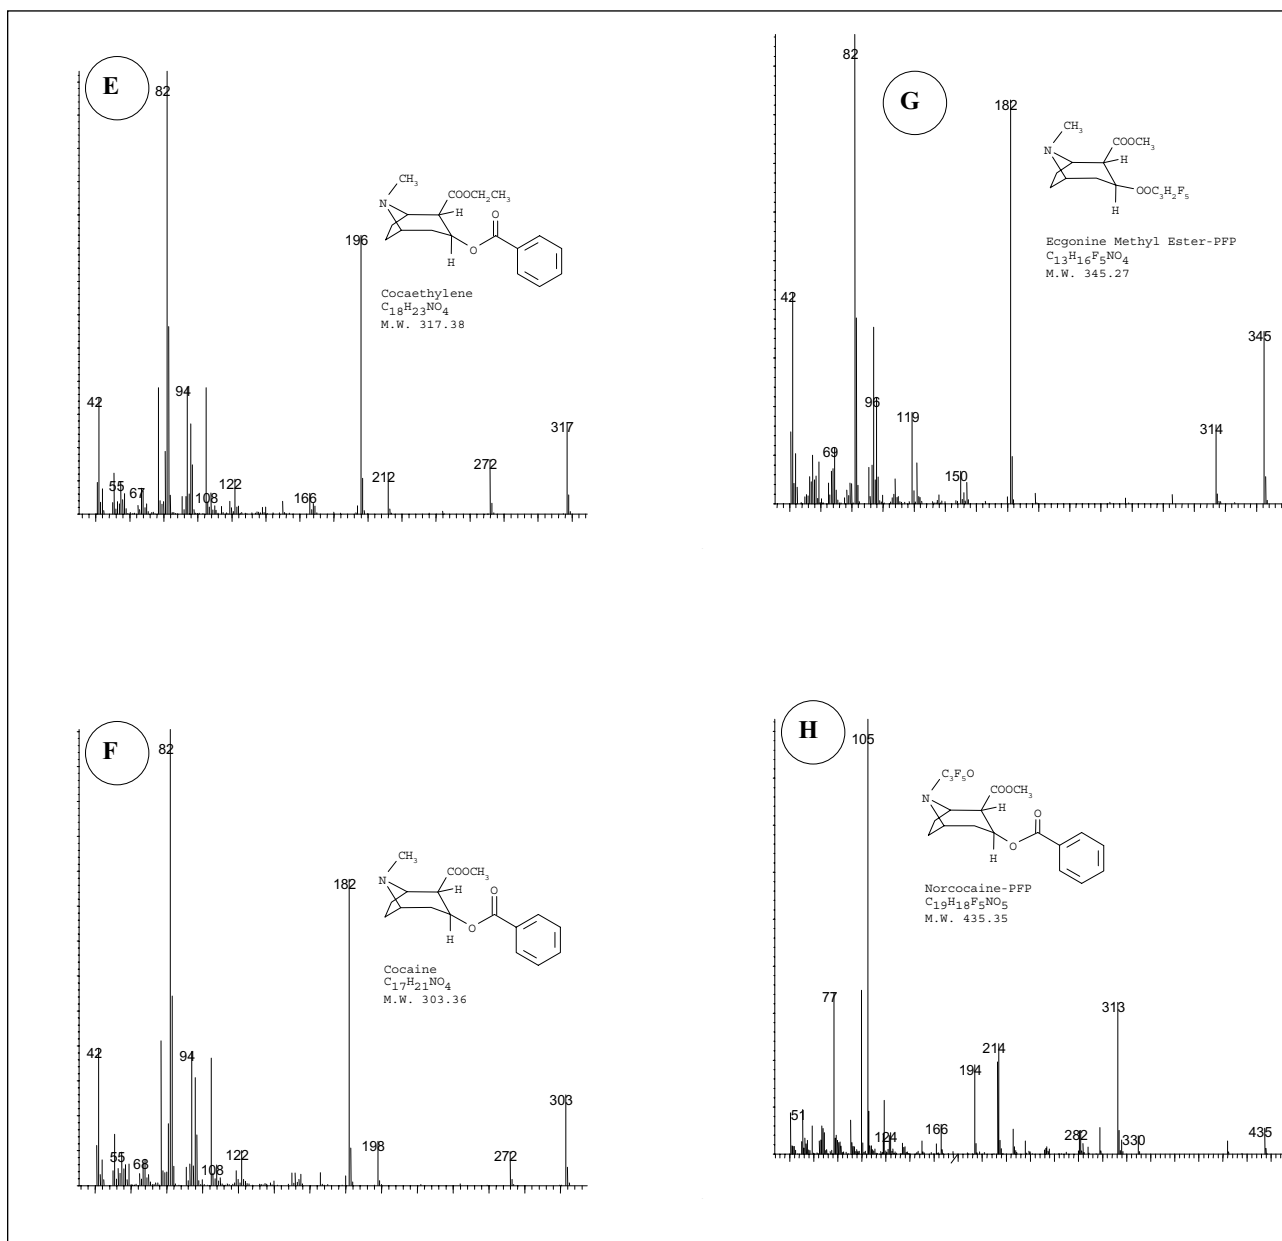 E
82
196
42
94
55
67
108
122
166
212
272
317
CH3
N
COOCH2CH3
H
O
O
H
Cocaethylene
C18H23NO4
M.W. 317.38
G
82
182
42
96
119
69
150
314
345
CH3
N
COOCH3
H
OOC3H2F5
H
Ecgonine Methyl Ester-PFP
C13H16F5NO4
M.W. 345.27
F
82
182
42
94
55
68
108
122
198
272
303
CH3
N
COOCH3
H
O
O
H
Cocaine
C17H21NO4
M.W. 303.36
H
105
77
51
124
166
194
214
282
313
330
435
C3F5O
N
COOCH3
H
O
O
H
Norcocaine-PFP
C19H18F5NO5
M.W. 435.35